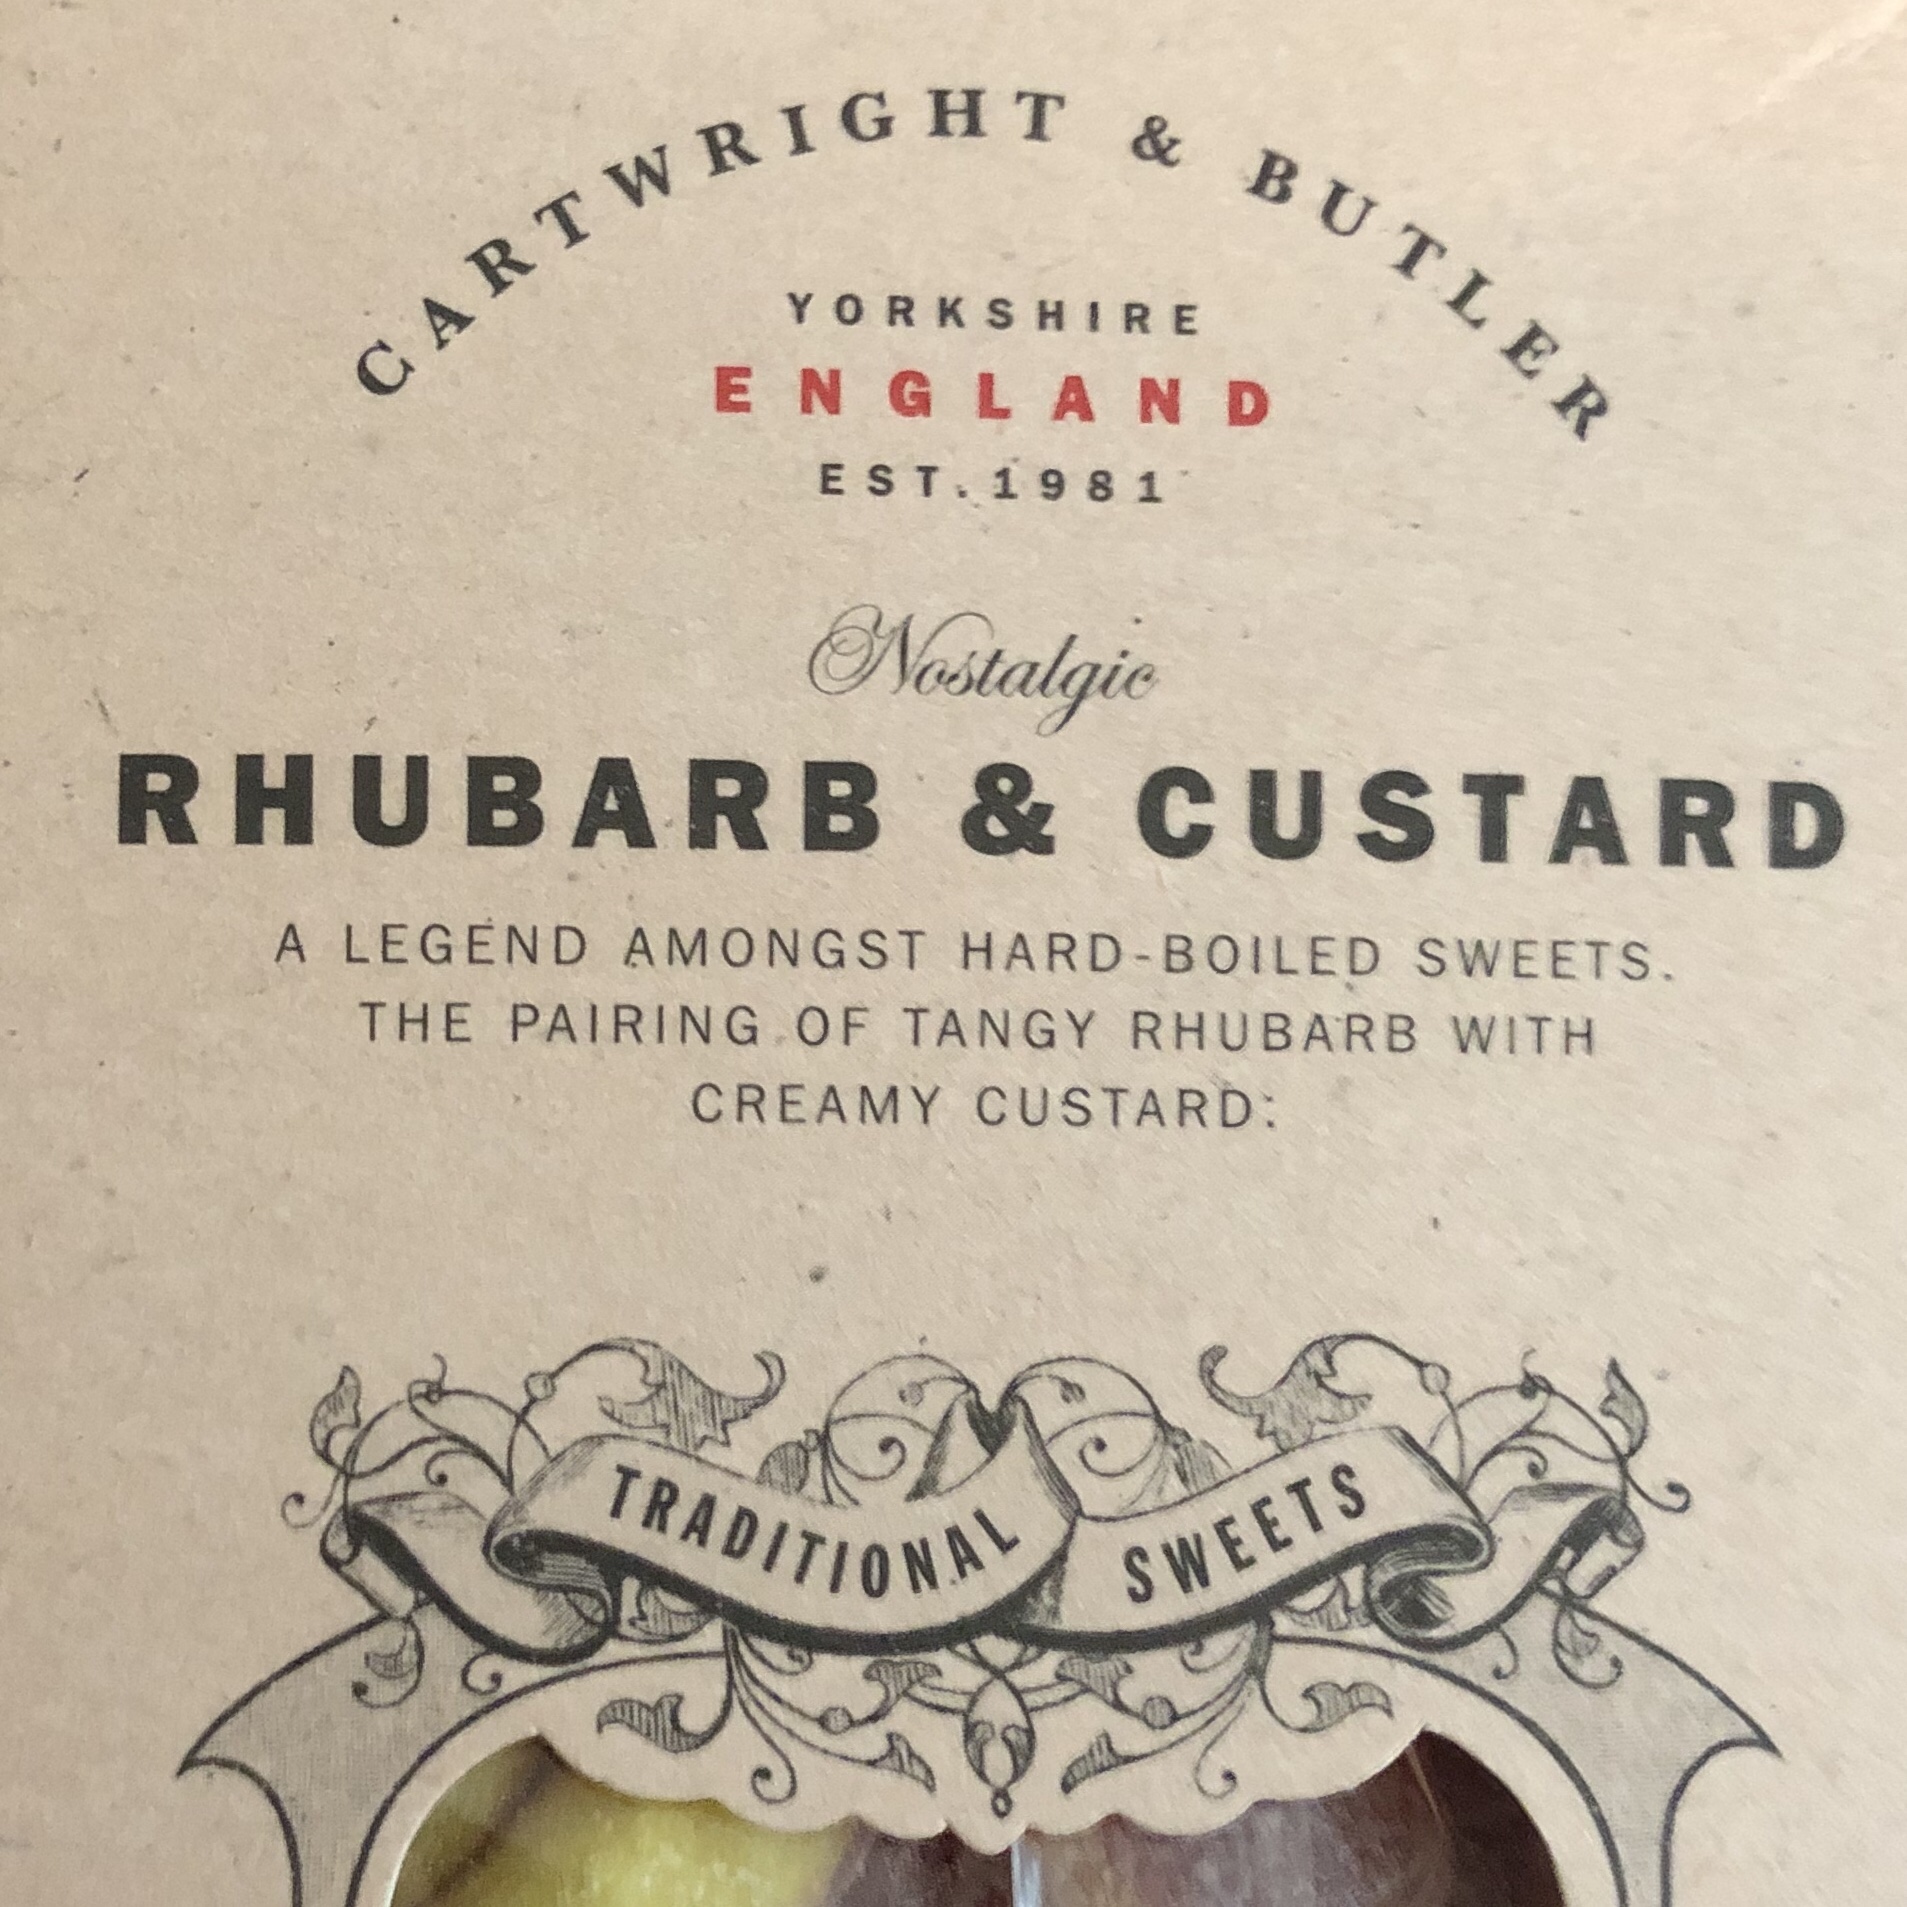 CARTWRIGHT & BUTLER
YORKSHIRE
ENGLAND
EST. 1981
Nostalgic
RHUBARB & CUSTARD
A LEGEND AMONGST HARD-BOILED SWEETS.
THE PAIRING OF TANGY RHUBARB WITH
CREAMY CUSTARD.
TRADITIONAL SWEETS